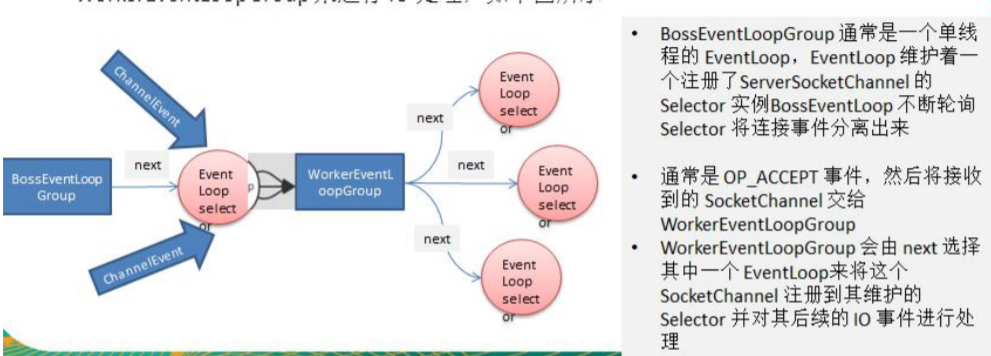 ChannelEvent
BossEventLoop
Group
next
Event
Loop
select
or
ChannelEvent
WorkerEventL
oopGroup
next
next
next
Event
Loop
select
or
Event
Loop
select
or
Event
Loop
select
or
• BossEventLoopGroup 通常是一个单线
程的 EventLoop，EventLoop 维护着一
个注册了ServerSocketChannel 的
Selector 实例BossEventLoop 不断轮询
Selector 将连接事件分离出来
• 通常是 OP_ACCEPT 事件，然后将接收
到的 SocketChannel 交给
WorkerEventLoopGroup
• WorkerEventLoopGroup 会由 next 选择
其中一个 EventLoop来将这个
SocketChannel 注册到其维护的
Selector 并对其后续的 IO 事件进行处
理